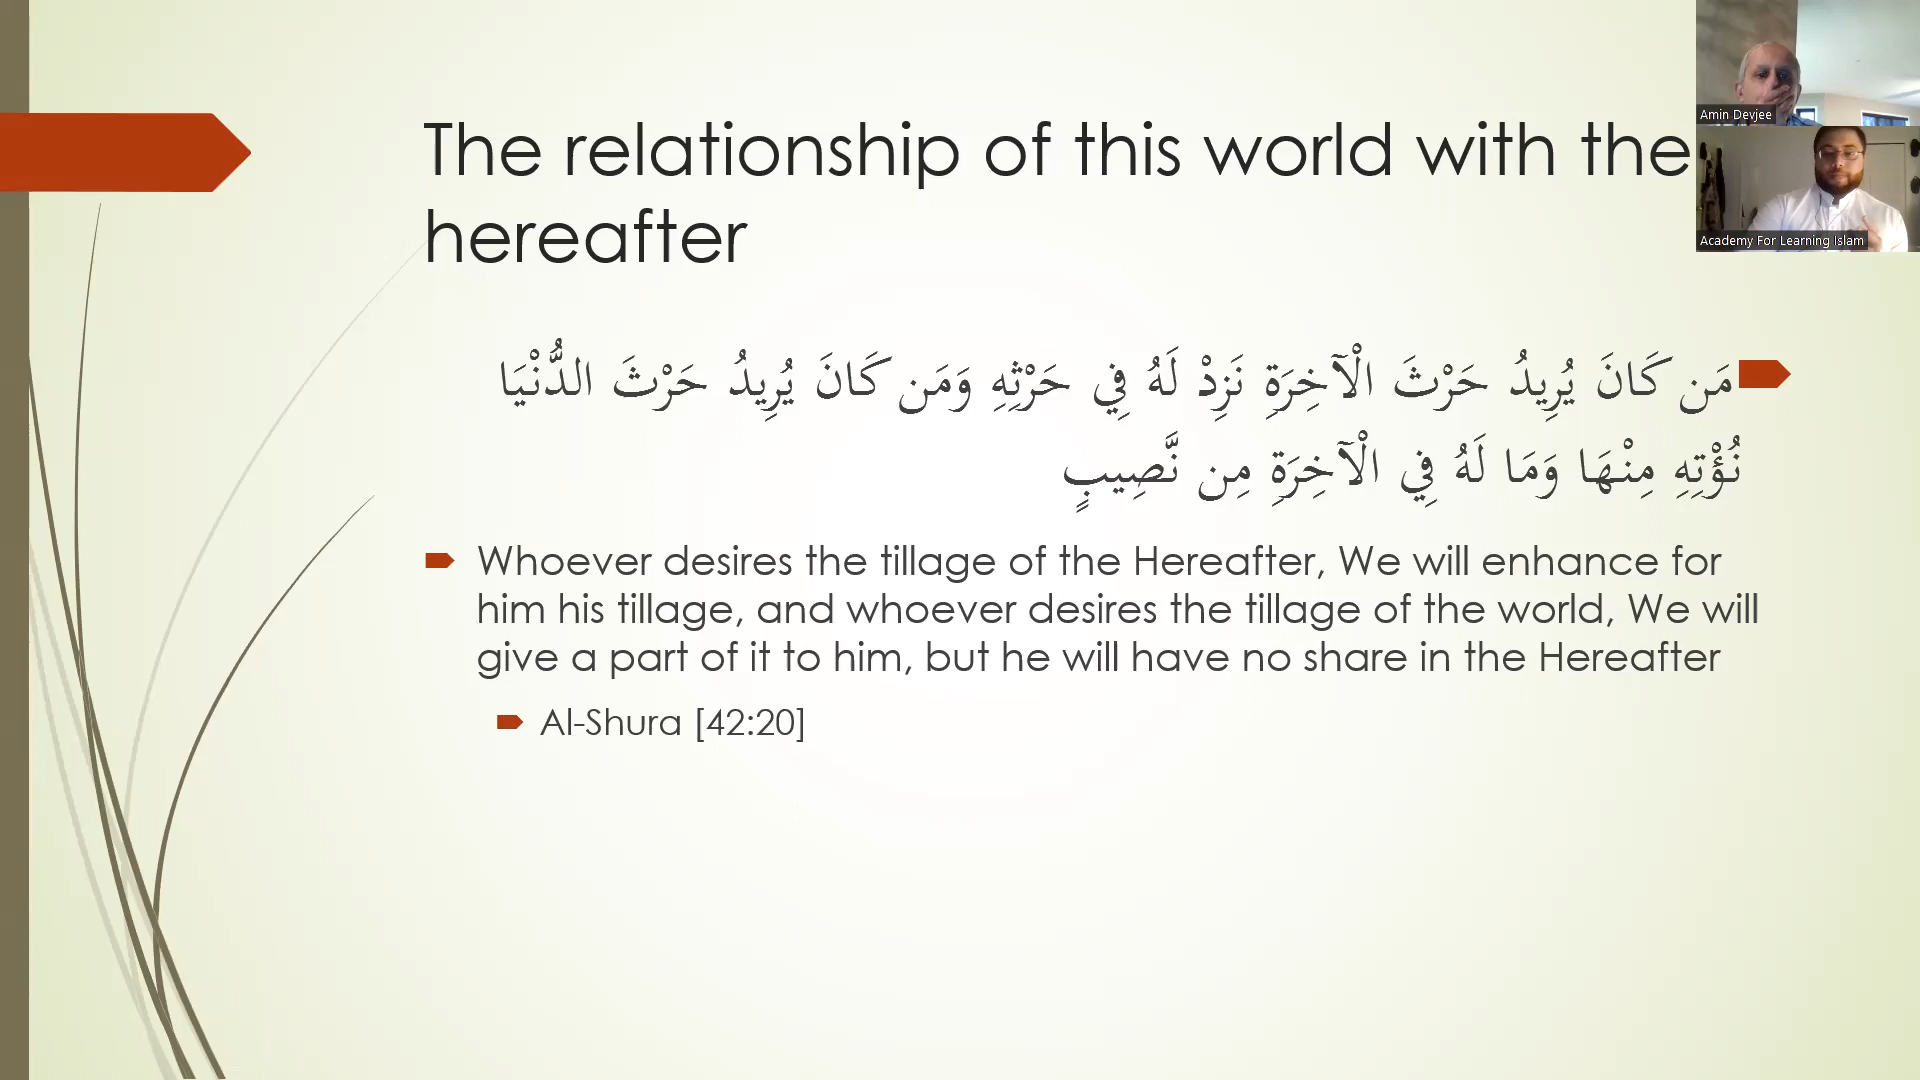 The relationship of this world with the
hereafter
مَن كَانَ يُرِيدُ حَرْثَ الْآخِرَةِ نَزِدْ لَهُ فِي حَرْثِهِ وَمَن كَانَ يُرِيدُ حَرْثَ الدُّنْيَا
نُؤْتِهِ مِنْهَا وَمَا لَهُ فِي الْآخِرَةِ مِن نَّصِيبٍ
Whoever desires the tillage of the Hereafter, We will enhance for
him his tillage, and whoever desires the tillage of the world, We will
give a part of it to him, but he will have no share in the Hereafter
Al-Shura [42:20]
Amin Devjee
Academy For Learning Islam